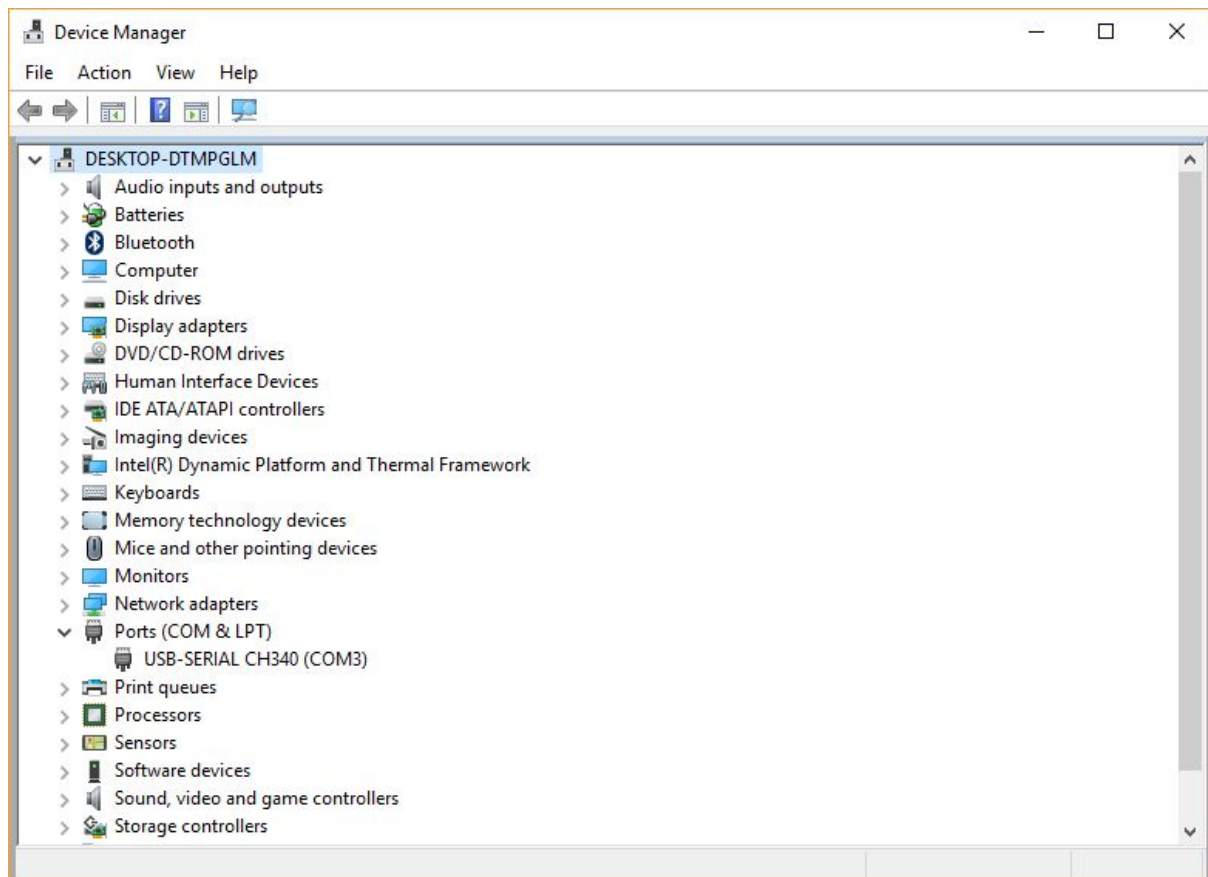 Device Manager
File Action View Help
DESKTOP-DTMPGLM
Audio inputs and outputs
Batteries
Bluetooth
Computer
Disk drives
Display adapters
DVD/CD-ROM drives
Human Interface Devices
IDE ATA/ATAPI controllers
Imaging devices
Intel(R) Dynamic Platform and Thermal Framework
Keyboards
Memory technology devices
Mice and other pointing devices
Monitors
Network adapters
Ports (COM & LPT)
USB-SERIAL CH340 (COM3)
Print queues
Processors
Sensors
Software devices
Sound, video and game controllers
Storage controllers